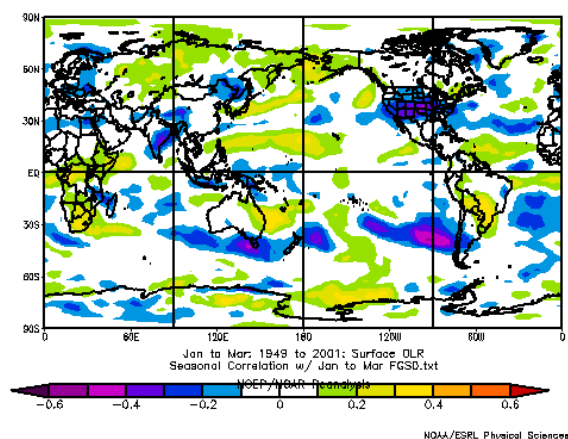 90N
60N
30N
EQ
30S
60S
90S
0 60E 120E 180 120W 60W 0
Jan to Mar: 1949 to 2001: Surface OLR
Seasonal Correlation w/ Jan to Mar FGSD.txt
NCEP/NCAR Reanalysis
-0.6 -0.4 -0.2 0 0.2 0.4 0.6
NOAA/ESRL Physical Sciences